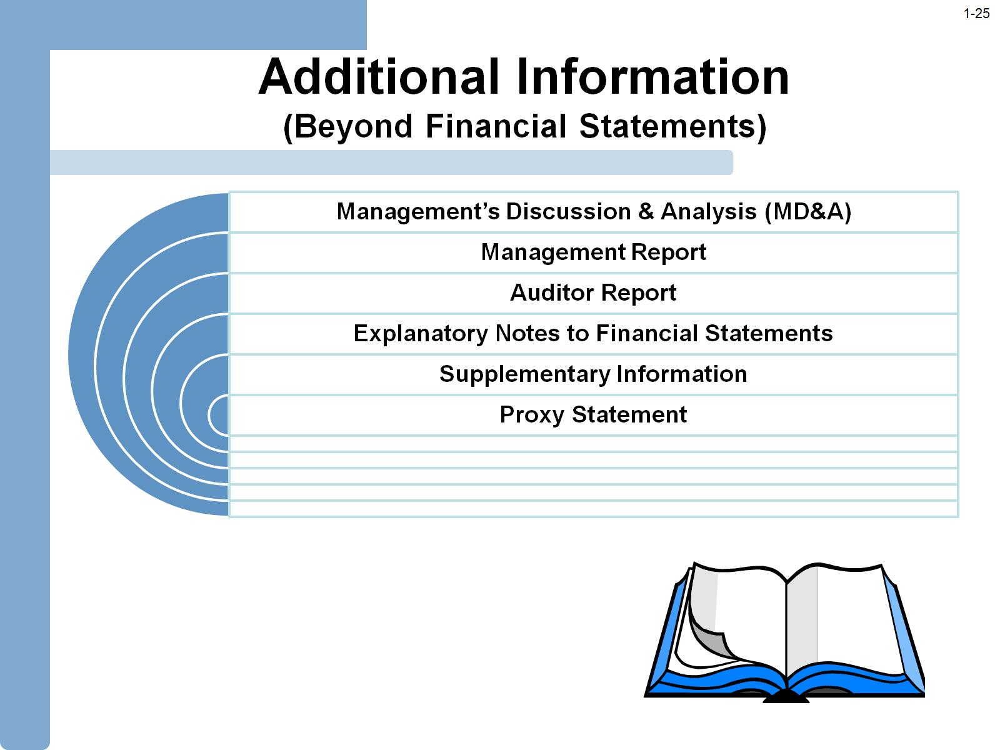 1-25
Additional Information
(Beyond Financial Statements)
Management’s Discussion & Analysis (MD&A)
Management Report
Auditor Report
Explanatory Notes to Financial Statements
Supplementary Information
Proxy Statement